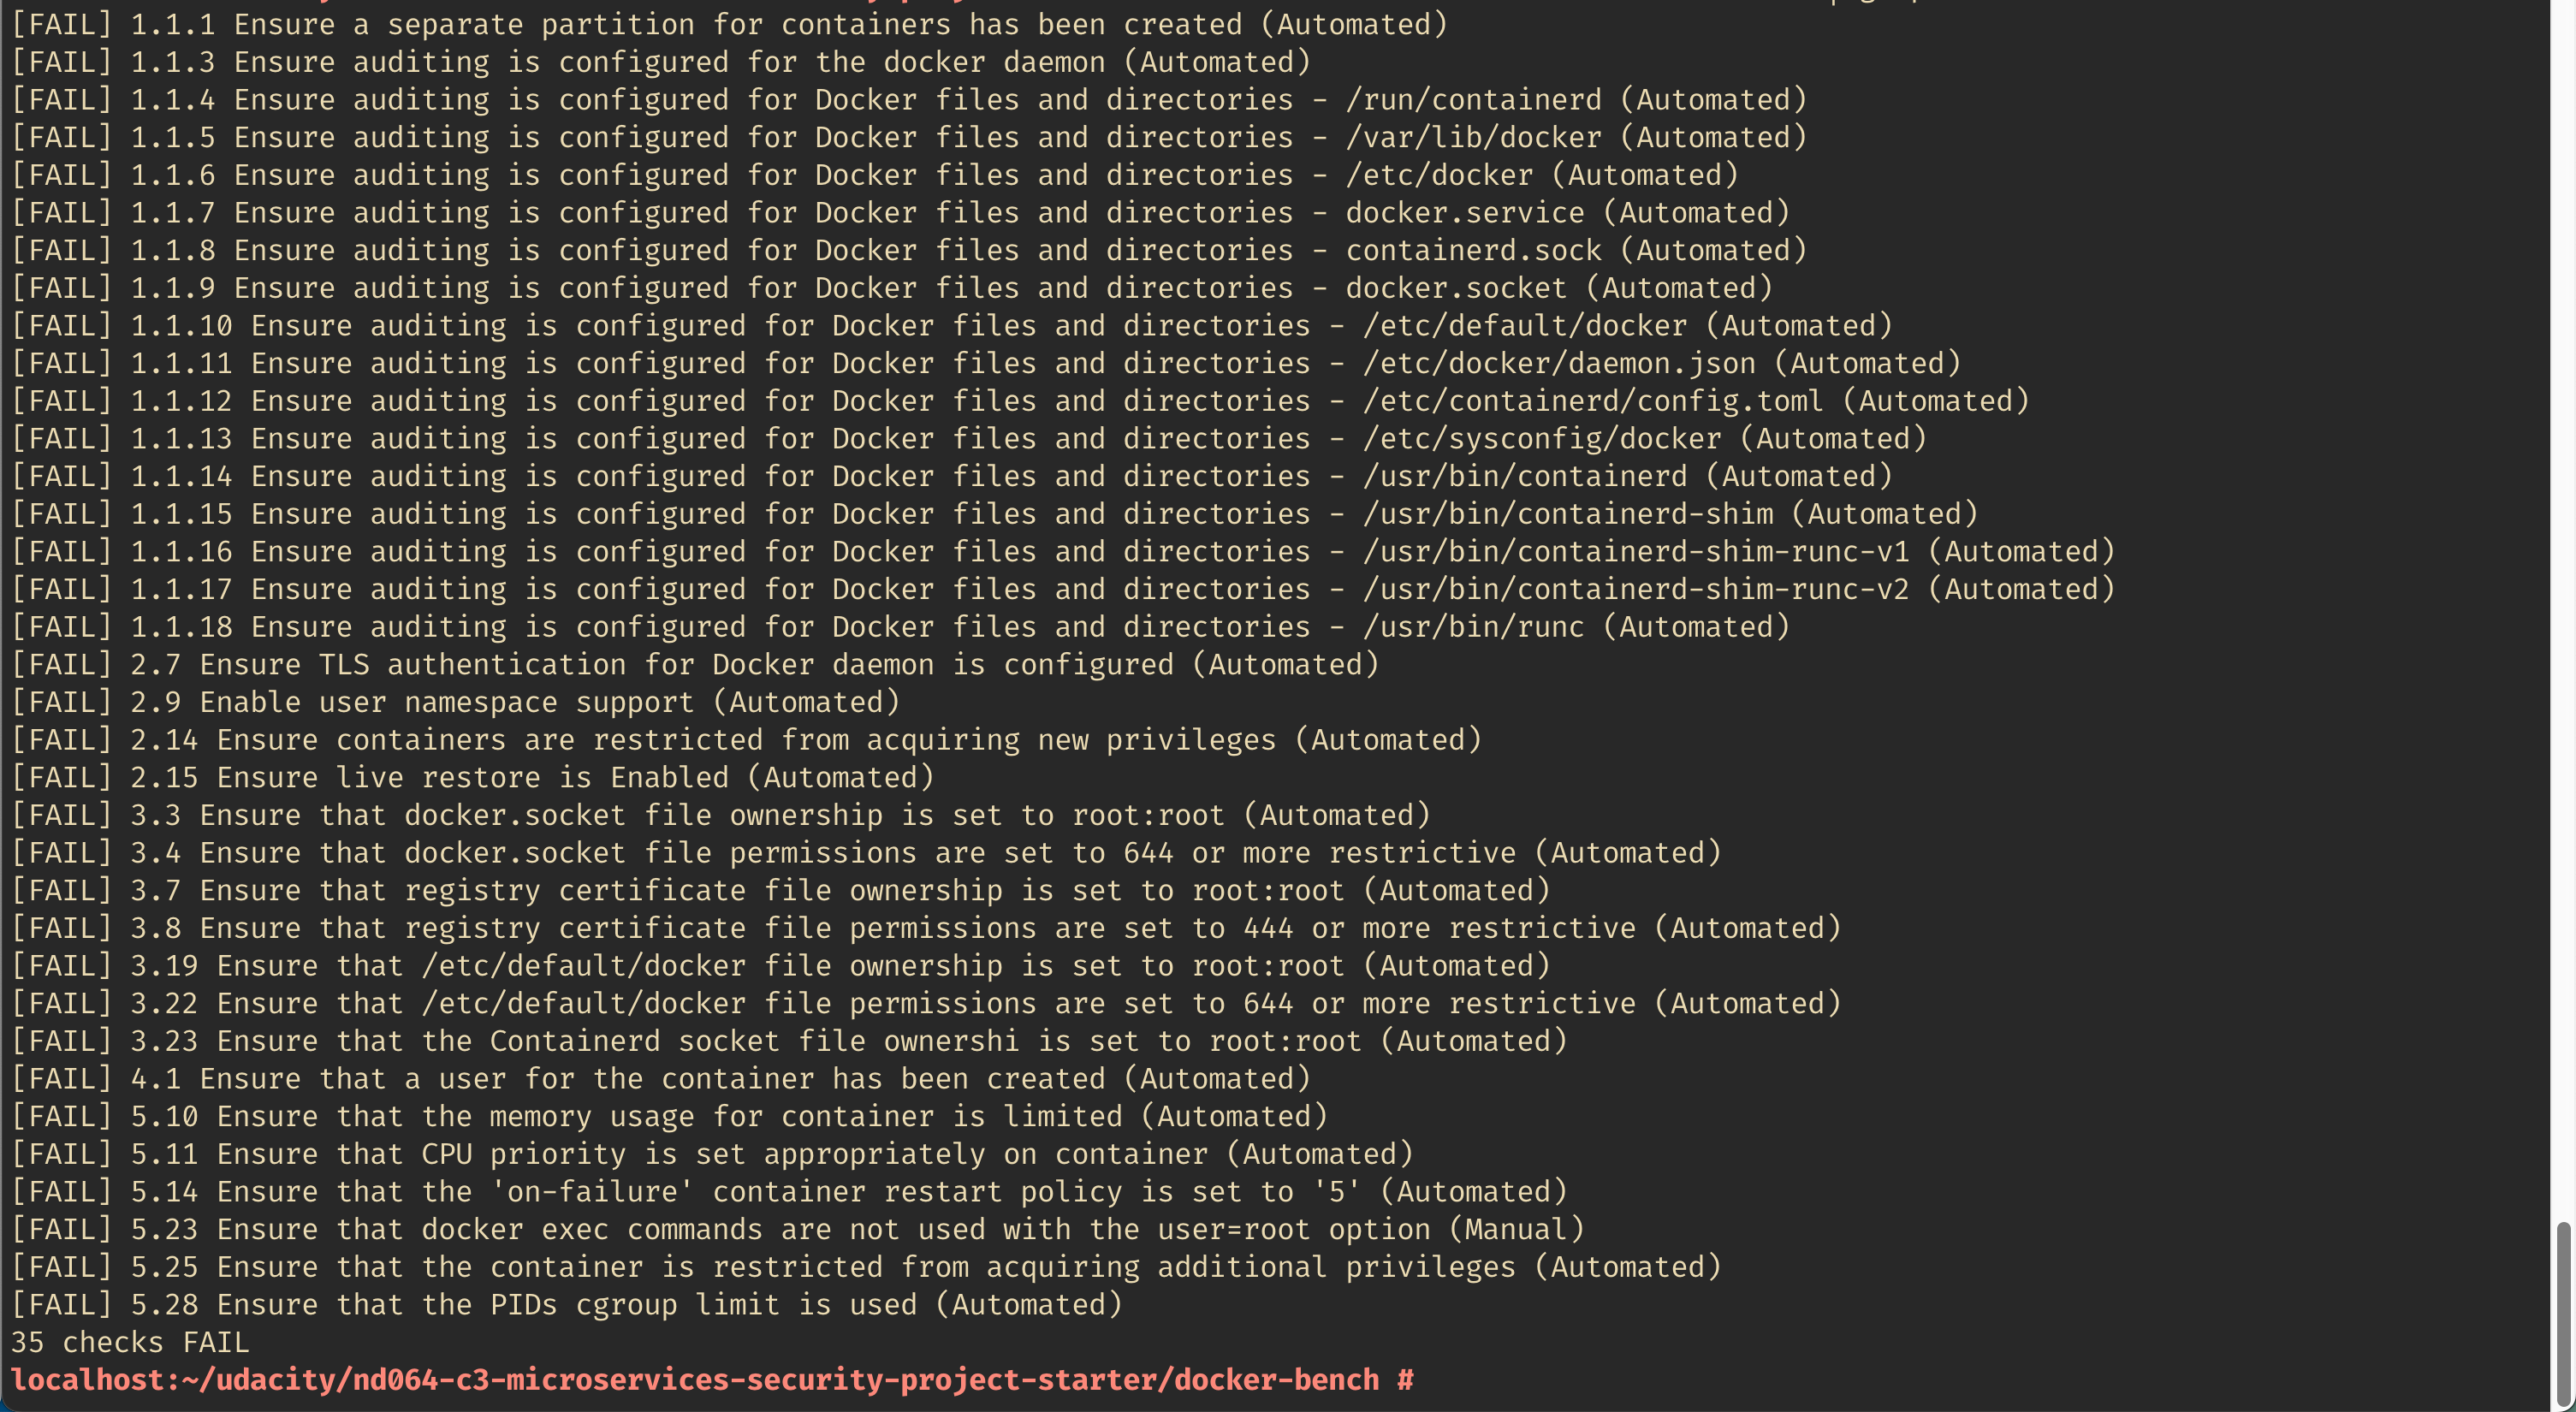 [FAIL] 1.1.1 Ensure a separate partition for containers has been created (Automated)
[FAIL] 1.1.3 Ensure auditing is configured for the docker daemon (Automated)
[FAIL] 1.1.4 Ensure auditing is configured for Docker files and directories - /run/containerd (Automated)
[FAIL] 1.1.5 Ensure auditing is configured for Docker files and directories - /var/lib/docker (Automated)
[FAIL] 1.1.6 Ensure auditing is configured for Docker files and directories - /etc/docker (Automated)
[FAIL] 1.1.7 Ensure auditing is configured for Docker files and directories - docker.service (Automated)
[FAIL] 1.1.8 Ensure auditing is configured for Docker files and directories - containerd.sock (Automated)
[FAIL] 1.1.9 Ensure auditing is configured for Docker files and directories - docker.socket (Automated)
[FAIL] 1.1.10 Ensure auditing is configured for Docker files and directories - /etc/default/docker (Automated)
[FAIL] 1.1.11 Ensure auditing is configured for Docker files and directories - /etc/docker/daemon.json (Automated)
[FAIL] 1.1.12 Ensure auditing is configured for Docker files and directories - /etc/containerd/config.toml (Automated)
[FAIL] 1.1.13 Ensure auditing is configured for Docker files and directories - /etc/sysconfig/docker (Automated)
[FAIL] 1.1.14 Ensure auditing is configured for Docker files and directories - /usr/bin/containerd (Automated)
[FAIL] 1.1.15 Ensure auditing is configured for Docker files and directories - /usr/bin/containerd-shim (Automated)
[FAIL] 1.1.16 Ensure auditing is configured for Docker files and directories - /usr/bin/containerd-shim-runc-v1 (Automated)
[FAIL] 1.1.17 Ensure auditing is configured for Docker files and directories - /usr/bin/containerd-shim-runc-v2 (Automated)
[FAIL] 1.1.18 Ensure auditing is configured for Docker files and directories - /usr/bin/runc (Automated)
[FAIL] 2.7 Ensure TLS authentication for Docker daemon is configured (Automated)
[FAIL] 2.9 Enable user namespace support (Automated)
[FAIL] 2.14 Ensure containers are restricted from acquiring new privileges (Automated)
[FAIL] 2.15 Ensure live restore is Enabled (Automated)
[FAIL] 3.3 Ensure that docker.socket file ownership is set to root:root (Automated)
[FAIL] 3.4 Ensure that docker.socket file permissions are set to 644 or more restrictive (Automated)
[FAIL] 3.7 Ensure that registry certificate file ownership is set to root:root (Automated)
[FAIL] 3.8 Ensure that registry certificate file permissions are set to 444 or more restrictive (Automated)
[FAIL] 3.19 Ensure that /etc/default/docker file ownership is set to root:root (Automated)
[FAIL] 3.22 Ensure that /etc/default/docker file permissions are set to 644 or more restrictive (Automated)
[FAIL] 3.23 Ensure that the Containerd socket file ownershi is set to root:root (Automated)
[FAIL] 4.1 Ensure that a user for the container has been created (Automated)
[FAIL] 5.10 Ensure that the memory usage for container is limited (Automated)
[FAIL] 5.11 Ensure that CPU priority is set appropriately on container (Automated)
[FAIL] 5.14 Ensure that the 'on-failure' container restart policy is set to '5' (Automated)
[FAIL] 5.23 Ensure that docker exec commands are not used with the user=root option (Manual)
[FAIL] 5.25 Ensure that the container is restricted from acquiring additional privileges (Automated)
[FAIL] 5.28 Ensure that the PIDs cgroup limit is used (Automated)
35 checks FAIL
localhost:~/udacity/nd064-c3-microservices-security-project-starter/docker-bench #